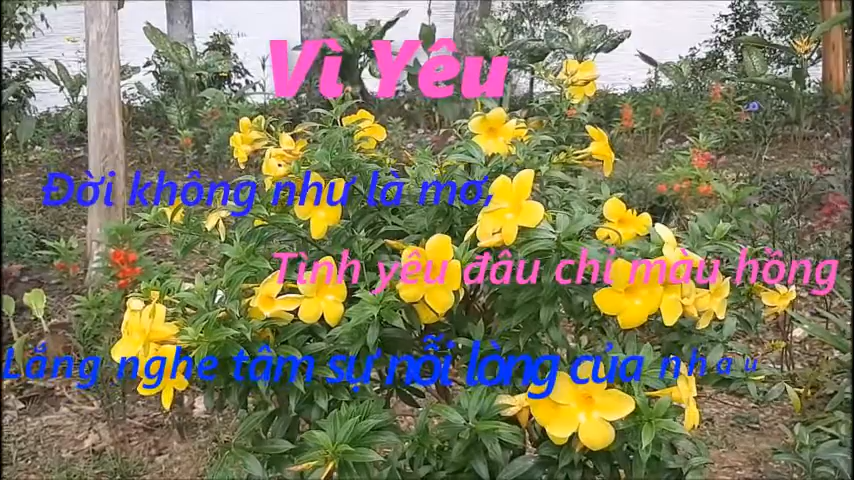 Vì Yêu
Đời không như là mơ,
Tình yêu đâu chỉ màu hồng
Lắng nghe tâm sự nỗi lòng của nhau